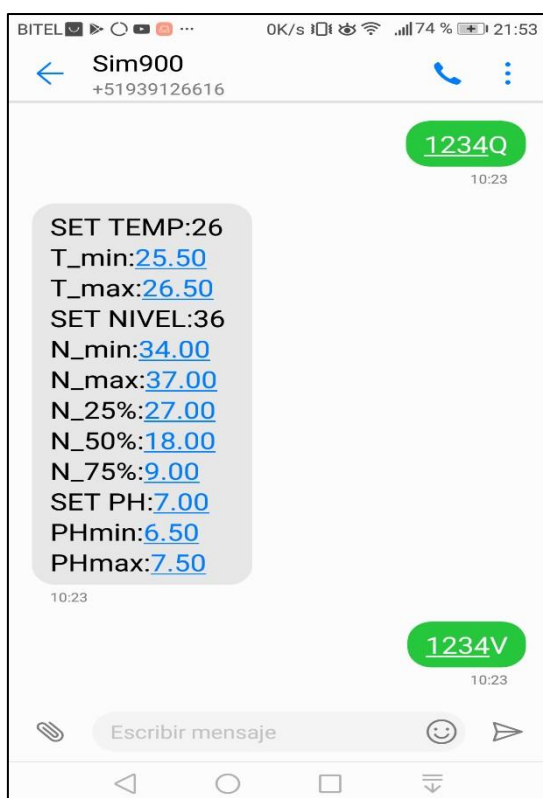 BITEL ... 0K/s 74 % 21:53
Sim900
+51939126616
1234Q
10:23
SET TEMP:26
T_min:25.50
T_max:26.50
SET NIVEL:36
N_min:34.00
N_max:37.00
N_25%:27.00
N_50%:18.00
N_75%:9.00
SET PH:7.00
PHmin:6.50
PHmax:7.50
10:23
1234V
10:23
Escribir mensaje